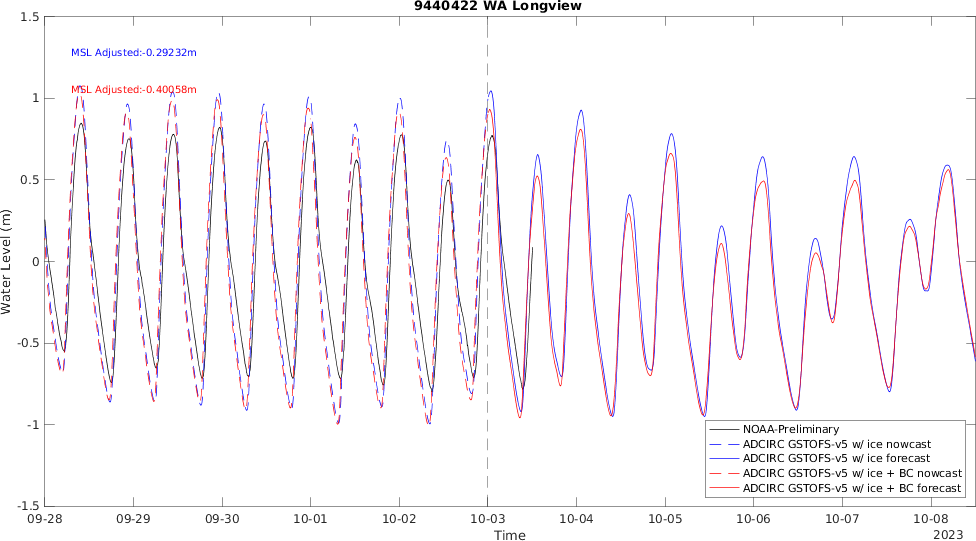 9440422 WA Longview
1.5
MSL Adjusted:-0.29232m
MSL Adjusted:-0.40058m
1
0.5
0
-0.5
-1
-1.5
Water Level (m)
NOAA-Preliminary
ADCIRC GSTOFS-v5 w/ ice nowcast
ADCIRC GSTOFS-v5 w/ ice forecast
ADCIRC GSTOFS-v5 w/ ice + BC nowcast
ADCIRC GSTOFS-v5 w/ ice + BC forecast
09-28 09-29 09-30 10-01 10-02 10-03 10-04 10-05 10-06 10-07 10-08
Time
2023